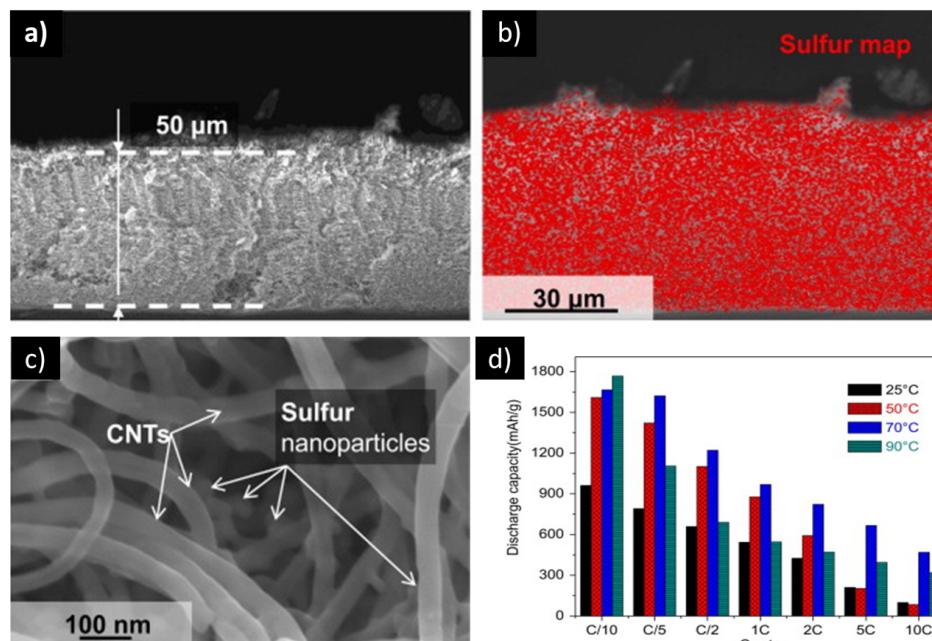 a)
50 µm
b)
Sulfur map
30 µm
c)
CNTs
Sulfur
nanoparticles
100 nm
d)
Discharge capacity(mAh/g)
1800
1500
1200
900
600
300
0
25°C
50°C
70°C
90°C
C/10 C/5 C/2 1C 2C 5C 10C